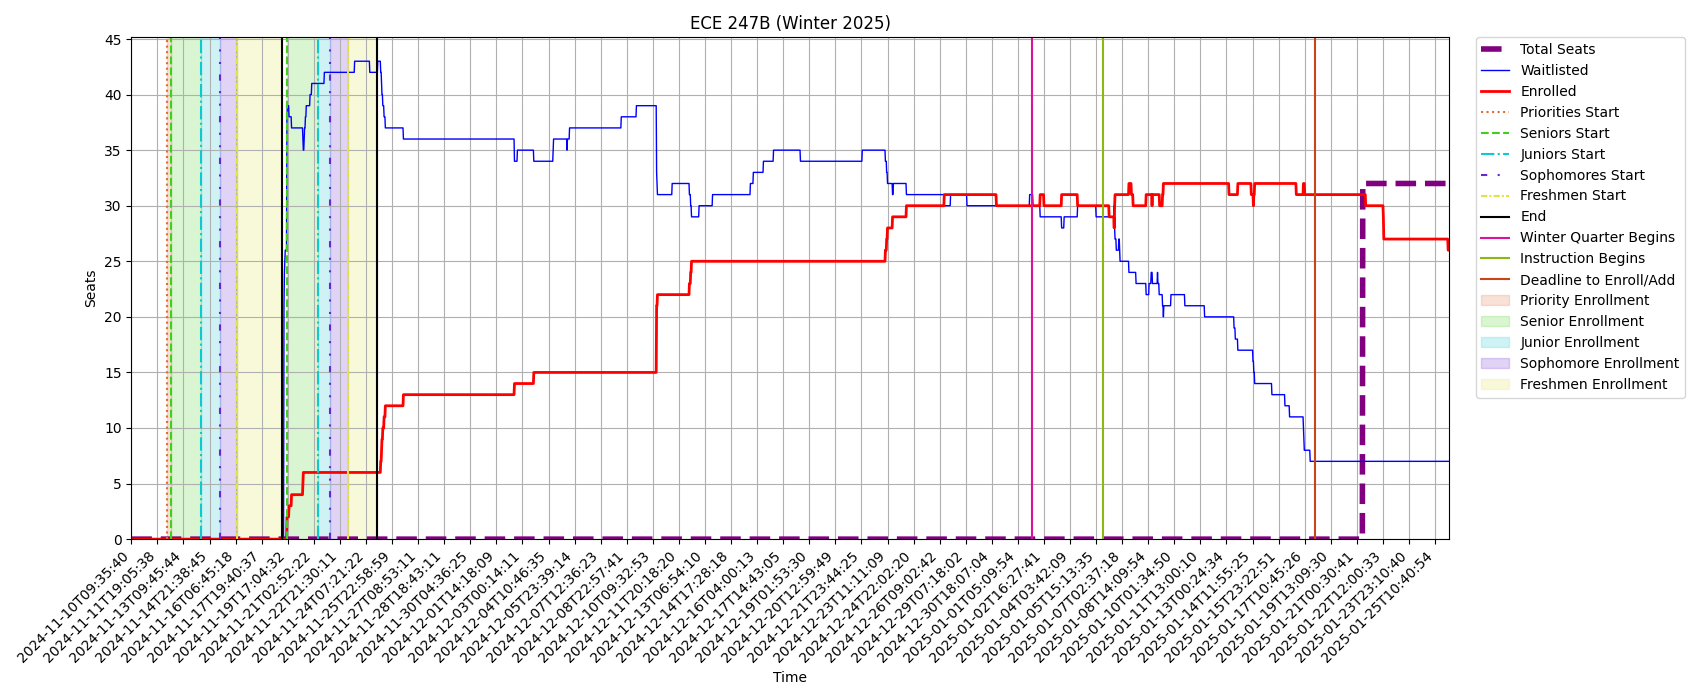 ECE 247B (Winter 2025)
45
40
35
30
25
20
15
10
5
0
Seats
2024-11-10T09:35:40
2024-11-11T19:05:38
2024-11-13T09:45:44
2024-11-14T21:38:45
2024-11-16T06:45:18
2024-11-17T19:40:37
2024-11-19T17:04:32
2024-11-21T02:52:22
2024-11-22T21:30:11
2024-11-24T07:21:22
2024-11-25T22:58:59
2024-11-27T08:53:11
2024-11-28T18:43:11
2024-11-30T04:36:25
2024-12-01T14:18:09
2024-12-03T00:14:11
2024-12-04T10:46:35
2024-12-05T23:39:14
2024-12-07T12:36:23
2024-12-08T22:57:41
2024-12-10T09:32:53
2024-12-11T20:18:20
2024-12-13T06:54:10
2024-12-14T17:28:18
2024-12-16T04:00:13
2024-12-17T14:43:05
2024-12-19T01:53:30
2024-12-20T12:59:49
2024-12-21T23:44:25
2024-12-23T11:11:09
2024-12-24T22:02:20
2024-12-26T09:02:42
2024-12-29T07:18:02
2024-12-30T18:07:04
2025-01-01T05:09:54
2025-01-02T16:27:41
2025-01-04T03:42:09
2025-01-05T15:13:35
2025-01-07T02:37:18
2025-01-08T14:09:54
2025-01-10T01:34:50
2025-01-11T13:00:10
2025-01-13T00:24:34
2025-01-14T11:55:25
2025-01-15T23:22:51
2025-01-17T10:45:26
2025-01-19T13:09:30
2025-01-21T00:30:41
2025-01-22T12:00:33
2025-01-23T23:10:40
2025-01-25T10:40:54
Time
Total Seats
Waitlisted
Enrolled
Priorities Start
Seniors Start
Juniors Start
Sophomores Start
Freshmen Start
End
Winter Quarter Begins
Instruction Begins
Deadline to Enroll/Add
Priority Enrollment
Senior Enrollment
Junior Enrollment
Sophomore Enrollment
Freshmen Enrollment